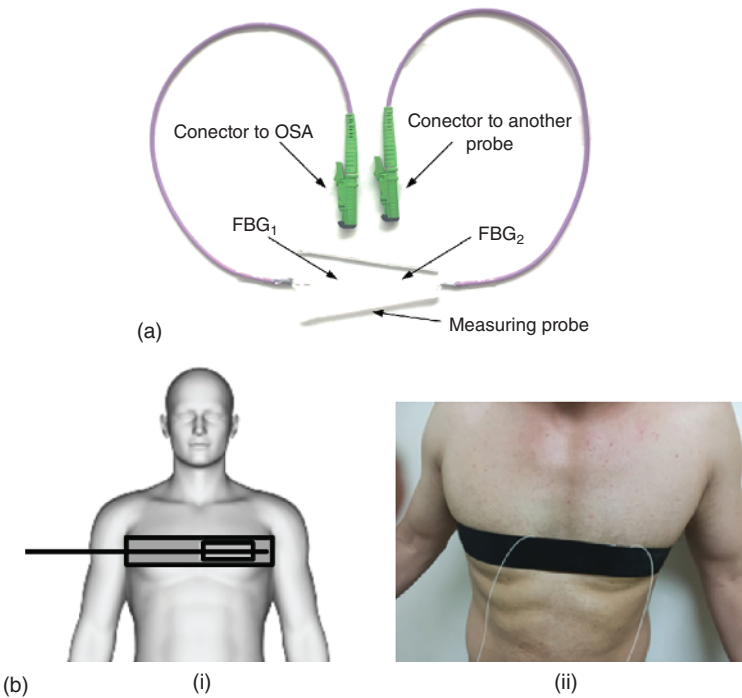 Conector to OSA
Conector to another
probe
FBG₁
FBG₂
Measuring probe
(a)
(b)
(i)
(ii)